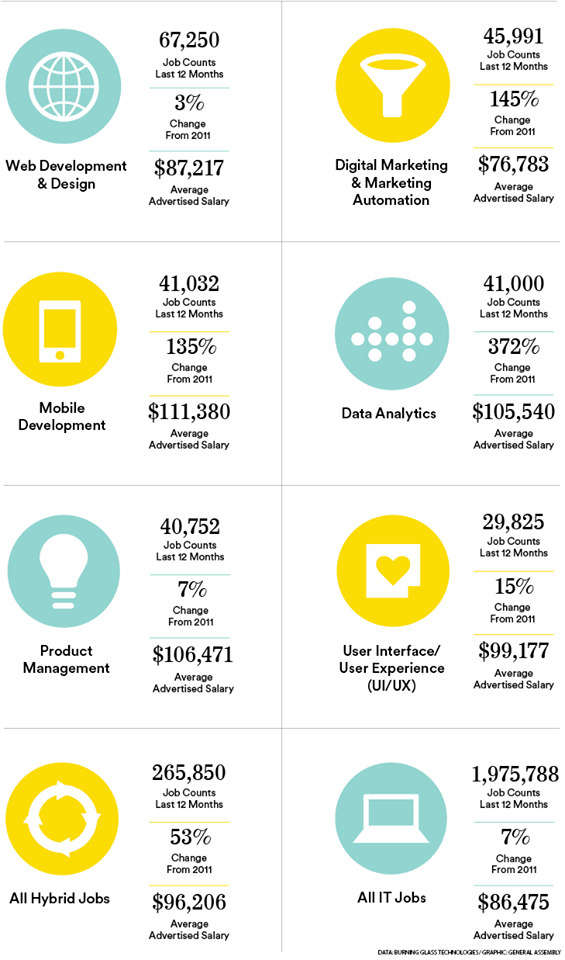 67,250
Job Counts
Last 12 Months
3%
Change
From 2011
$87,217
Average
Advertised Salary
Web Development
& Design
45,991
Job Counts
Last 12 Months
145%
Change
From 2011
$76,783
Average
Advertised Salary
Digital Marketing
& Marketing
Automation
41,032
Job Counts
Last 12 Months
135%
Change
From 2011
$111,380
Average
Advertised Salary
Mobile
Development
41,000
Job Counts
Last 12 Months
372%
Change
From 2011
$105,540
Average
Advertised Salary
Data Analytics
40,752
Job Counts
Last 12 Months
7%
Change
From 2011
$106,471
Average
Advertised Salary
Product
Management
29,825
Job Counts
Last 12 Months
15%
Change
From 2011
$99,177
Average
Advertised Salary
User Interface/
User Experience
(UI/UX)
265,850
Job Counts
Last 12 Months
53%
Change
From 2011
$96,206
Average
Advertised Salary
All Hybrid Jobs
1,975,788
Job Counts
Last 12 Months
7%
Change
From 2011
$86,475
Average
Advertised Salary
All IT Jobs
DATA: BURNING GLASS TECHNOLOGIES/ GRAPHIC: GENERAL ASSEMBLY